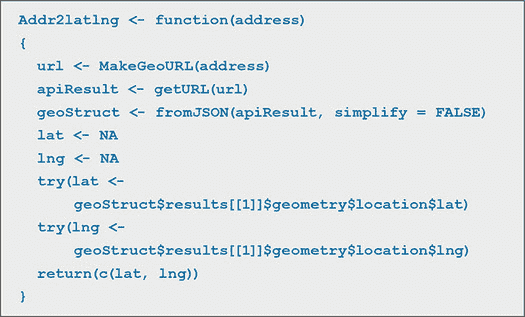 Addr2latlng <- function(address)
{
  url <- MakeGeoURL(address)
  apiResult <- getURL(url)
  geoStruct <- fromJSON(apiResult, simplify = FALSE)
  lat <- NA
  lng <- NA
  try(lat <-
      geoStruct$results[[1]]$geometry$location$lat)
  try(lng <-
      geoStruct$results[[1]]$geometry$location$lng)
  return(c(lat, lng))
}